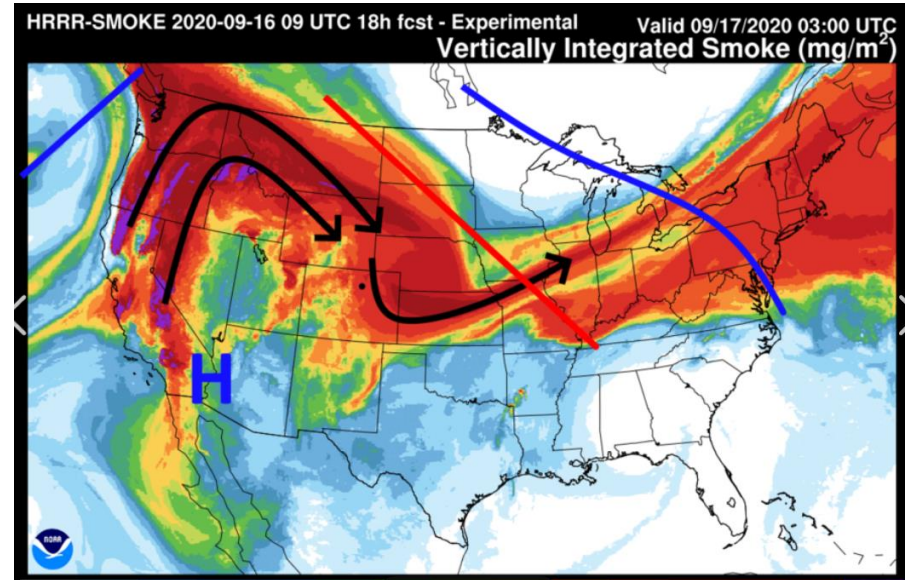 HRRR-SMOKE 2020-09-16 09 UTC 18h fcst - Experimental
Valid 09/17/2020 03:00 UTC
Vertically Integrated Smoke (mg/m²)
H
NOAA